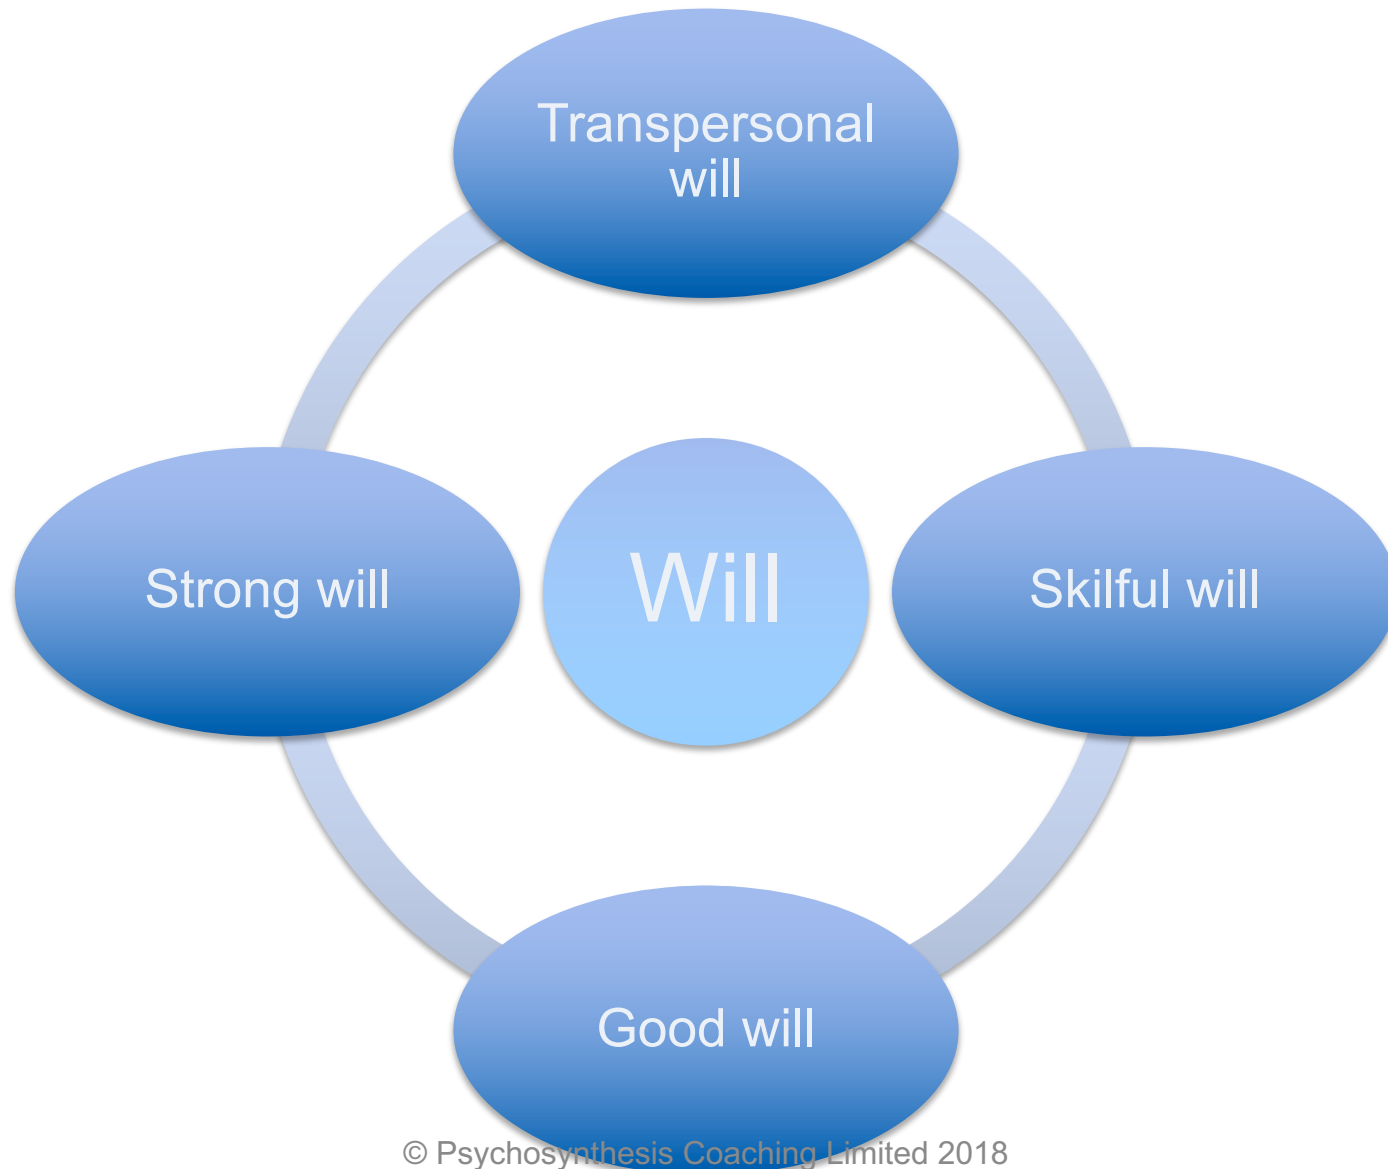 Transpersonal
will
Strong will
Will
Skilful will
Good will
© Psychosynthesis Coaching Limited 2018